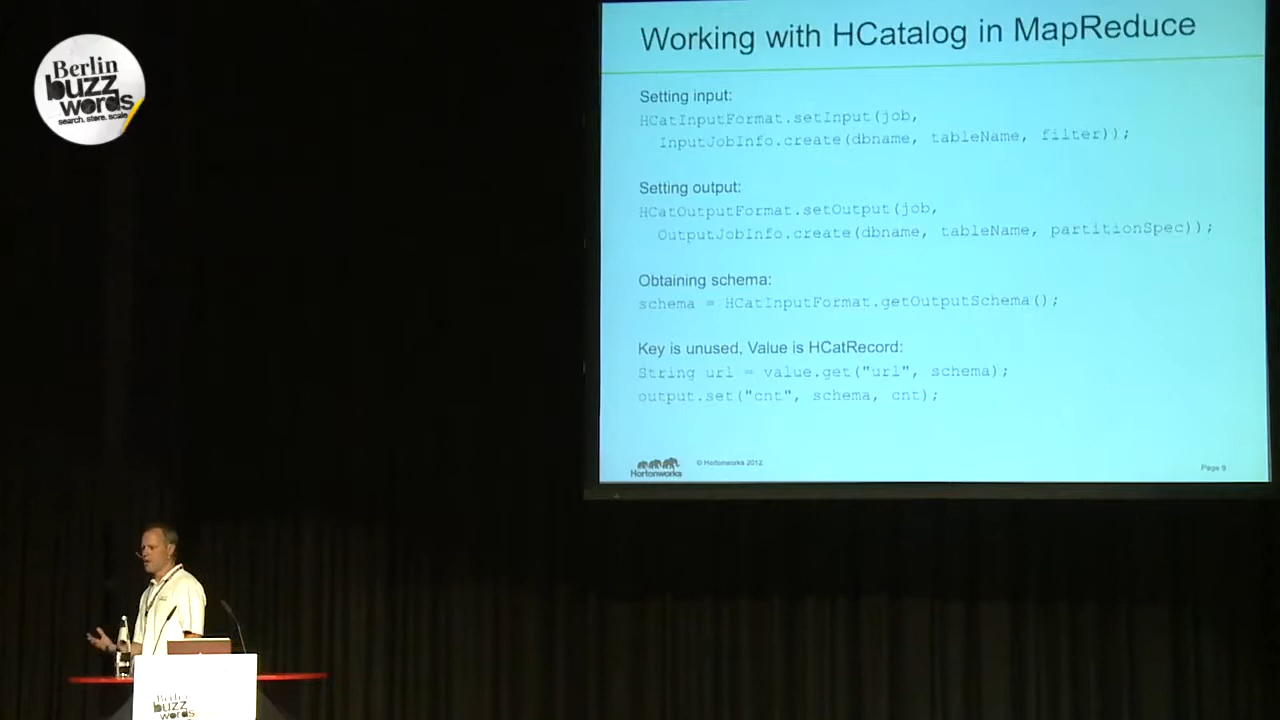 Berlin
buzz
words
search. store. scale
Working with HCatalog in MapReduce
Setting input:
HCatInputFormat.setInput(job,
InputJobInfo.create(dbname, tableName, filter));
Setting output:
HCatOutputFormat.setOutput(job,
OutputJobInfo.create(dbname, tableName, partitionSpec));
Obtaining schema:
schema = HCatInputFormat.getOutputSchema();
Key is unused, Value is HCatRecord:
String url = value.get("url", schema);
output.set("cnt", schema, cnt);
Hortonworks
© Hortonworks 2012
Page 9
Berlin
buzz
words